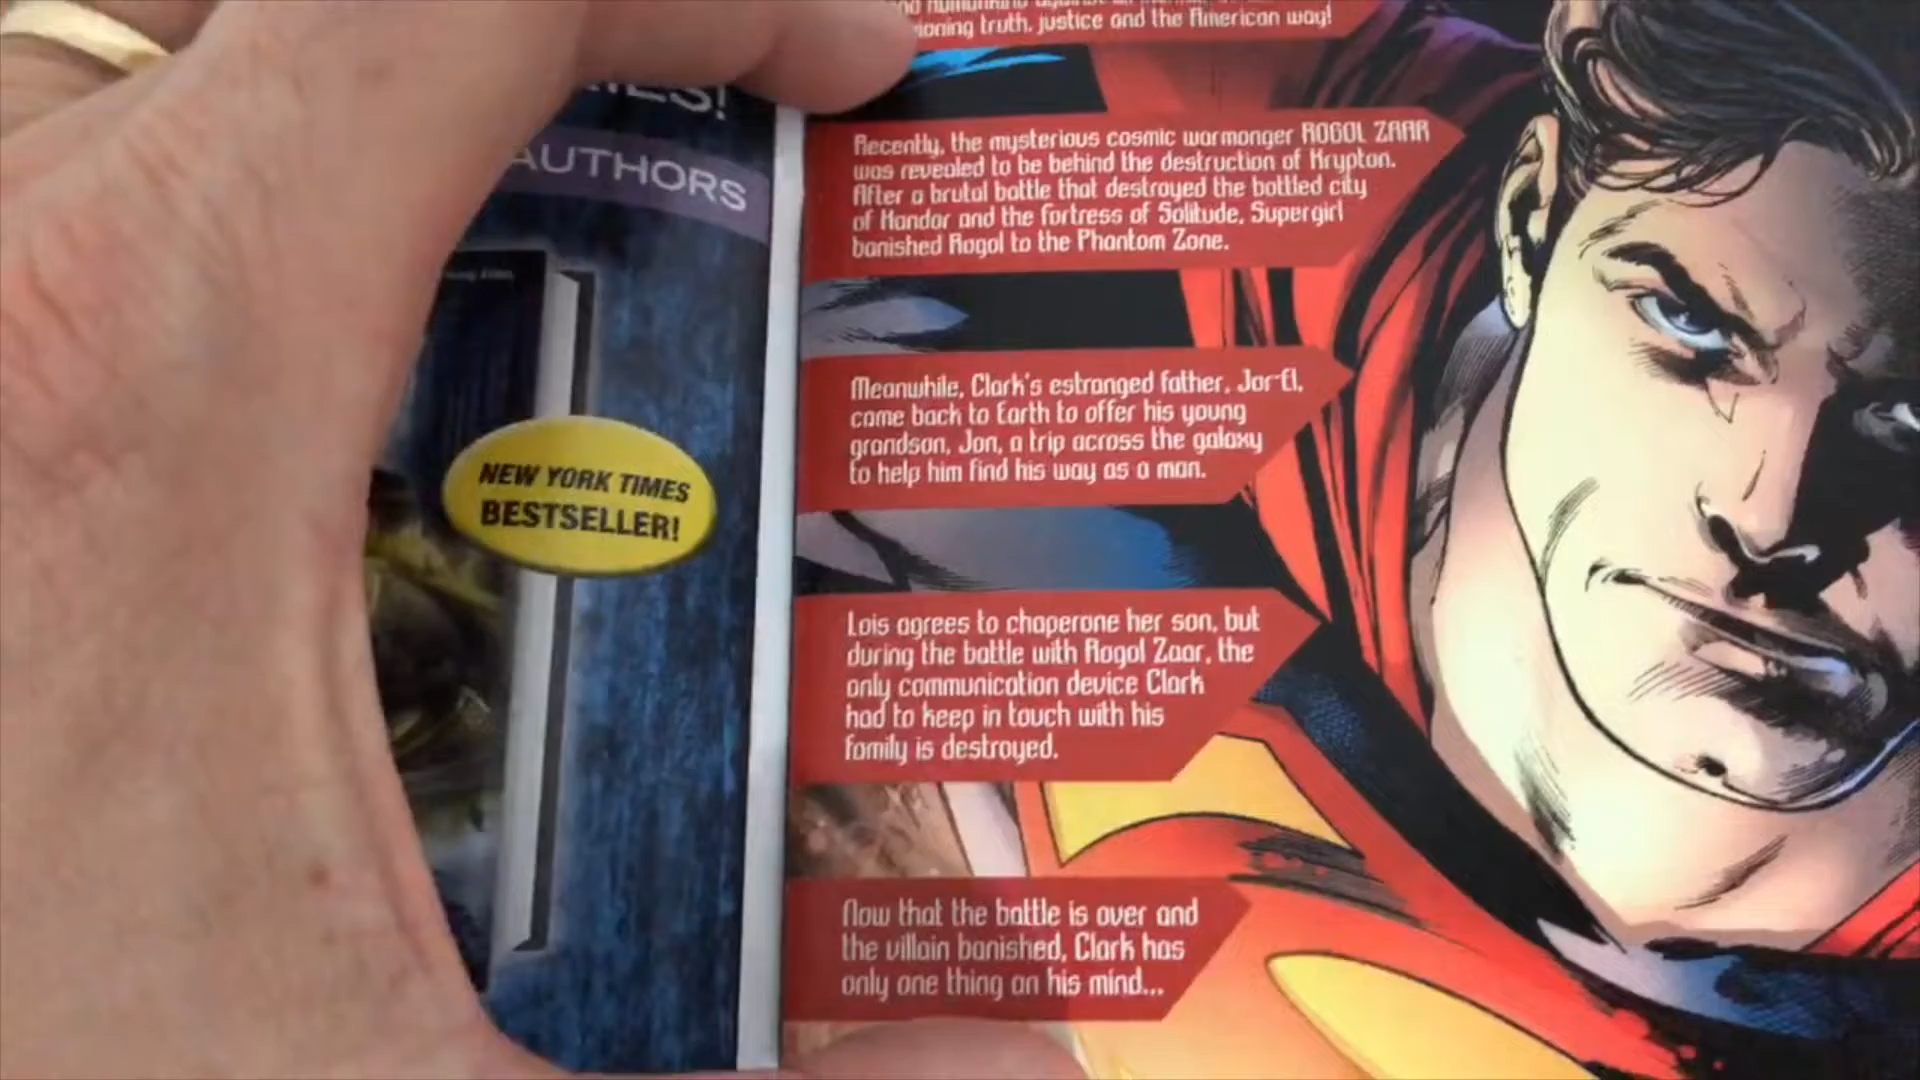 AUTHORS
NEW YORK TIMES
BESTSELLER!
truth, justice and the American way!
Recently, the mysterious cosmic warmonger ROGOL ZAAR
was revealed to be behind the destruction of Krypton.
After a brutal battle that destroyed the bottled city
of Kandor and the Fortress of Solitude, Supergirl
banished Rogol to the Phantom Zone.
Meanwhile, Clark's estranged father, Jor-El,
came back to Earth to offer his young
grandson, Jon, a trip across the galaxy
to help him find his way as a man.
Lois agrees to chaperone her son, but
during the battle with Rogol Zaar, the
only communication device Clark
had to keep in touch with his
family is destroyed.
Now that the battle is over and
the villain banished, Clark has
only one thing on his mind...